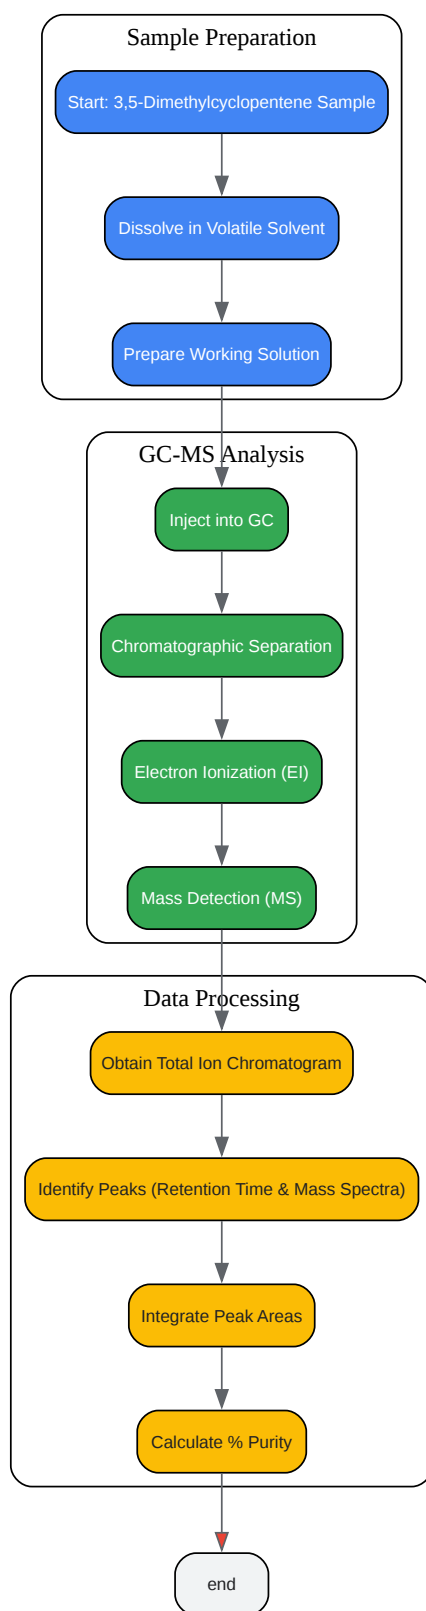 Sample Preparation
Start: 3,5-Dimethylcyclopentene Sample
Dissolve in Volatile Solvent
Prepare Working Solution
GC-MS Analysis
Inject into GC
Chromatographic Separation
Electron Ionization (EI)
Mass Detection (MS)
Data Processing
Obtain Total Ion Chromatogram
Identify Peaks (Retention Time & Mass Spectra)
Integrate Peak Areas
Calculate % Purity
end